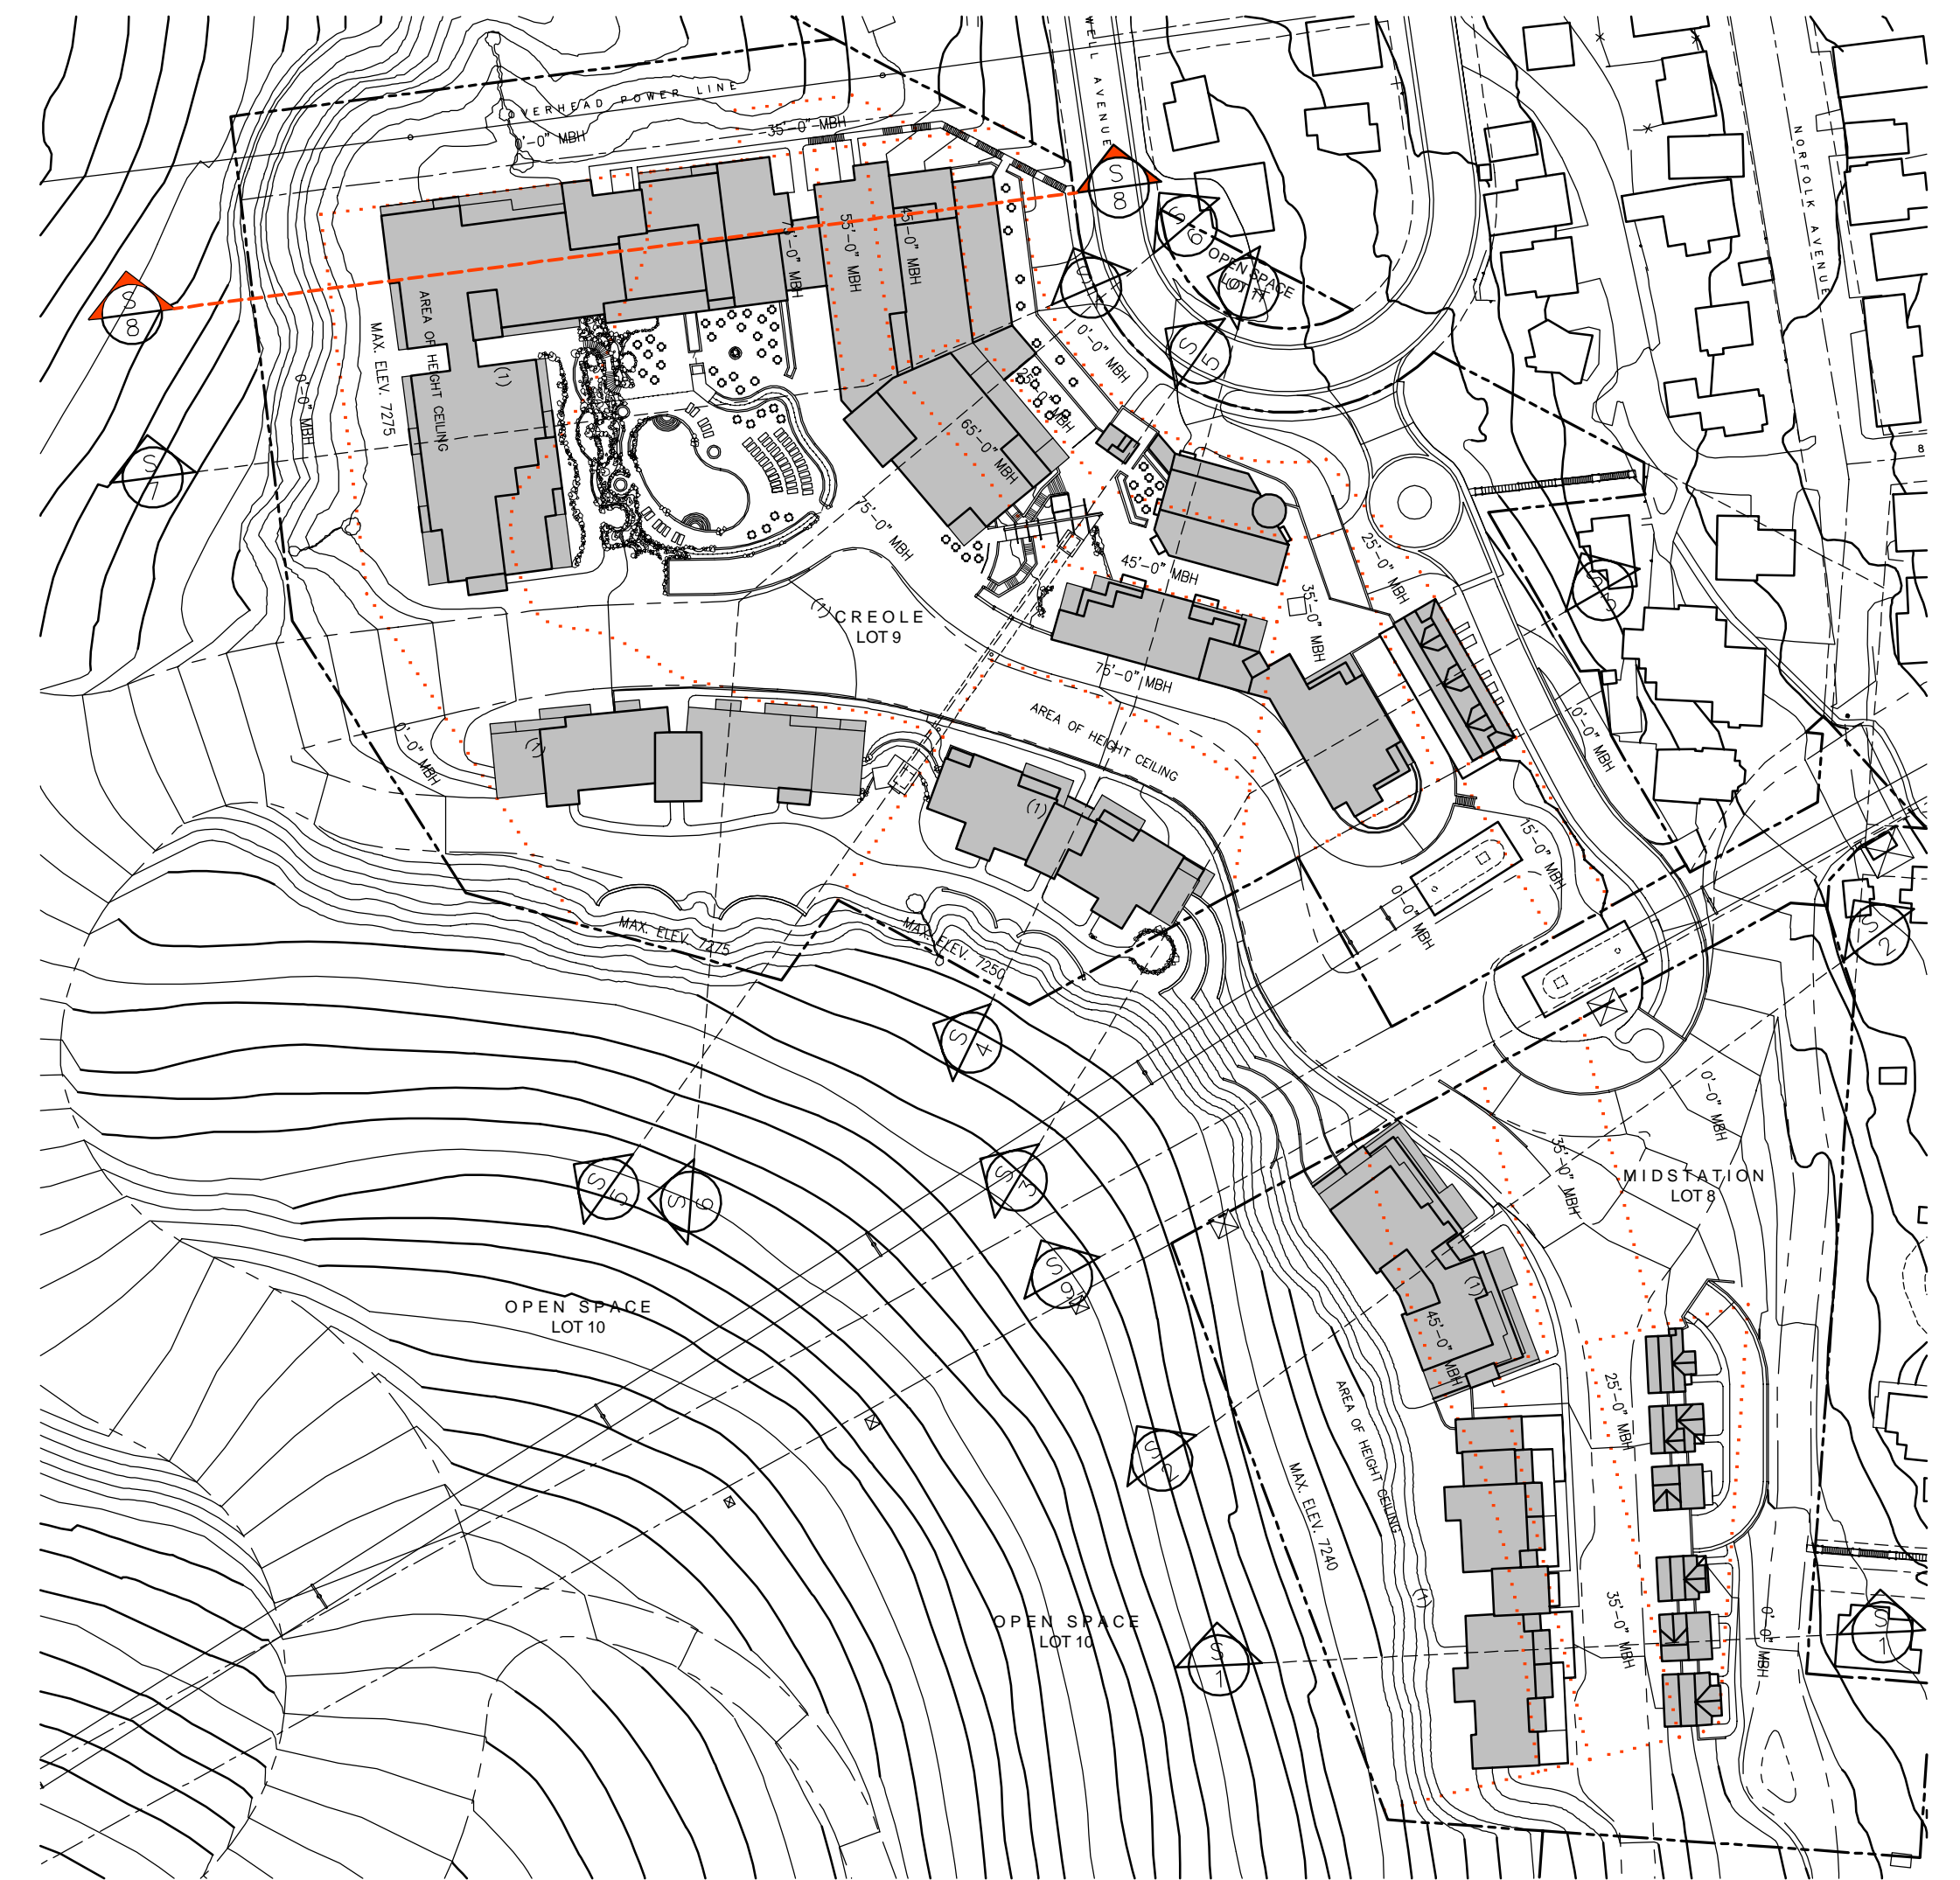 WELL AVENUE
OVERHEAD POWER LINE
0'-0" MBH
35'-0" MBH
NORFOLK AVENUE
S
8
S
6
OPEN SPACE
LOT 11
S
5
S
8
S
7
75'-0" MBH
55'-0" MBH
45'-0" MBH
0'-0" MBH
25'-0" MBH
65'-0" MBH
MAX. ELEV. 7275
AREA OF HEIGHT CEILING
(1)
0'-0" MBH
8
75'-0" MBH
45'-0" MBH
25'-0" MBH
35'-0" MBH
S
3
(1)
CREOLE
LOT 9
75'-0" MBH
AREA OF HEIGHT CEILING
0'-0" MBH
0'-0" MBH
(1)
(1)
15'-0" MBH
0'-0" MBH
MAX. ELEV. 7275
MAX. ELEV. 7250
S
2
S
4
S
5
S
6
S
3
0'-0" MBH
35'-0" MBH
MIDSTATION
LOT 8
S
9
OPEN SPACE
LOT 10
(1)
45'-0" MBH
25'-0" MBH
AREA OF HEIGHT CEILING
S
2
MAX. ELEV. 7240
(1)
35'-0" MBH
0'-0" MBH
OPEN SPACE
LOT 10
S
1
S
1